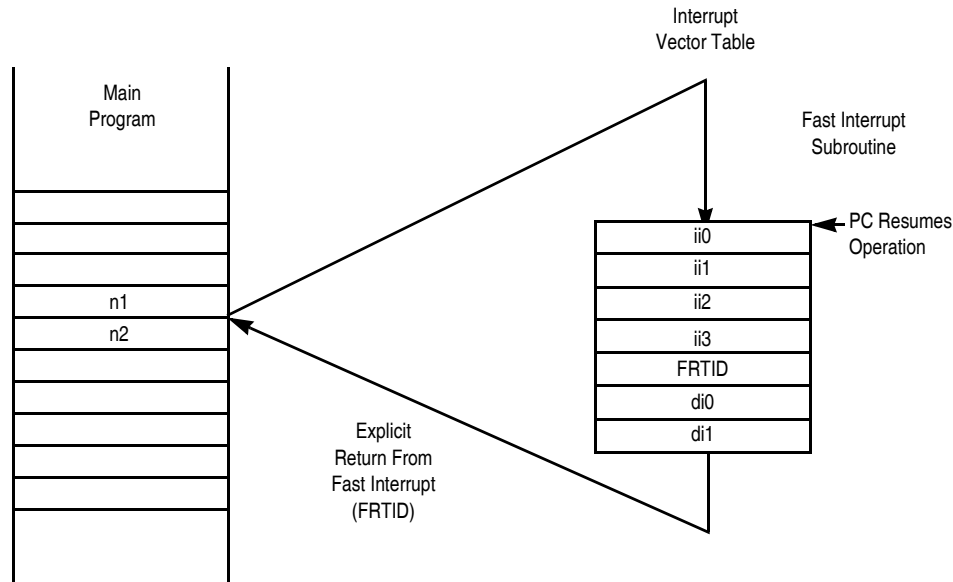 Interrupt
Vector Table
Main
Program
Fast Interrupt
Subroutine
PC Resumes
Operation
ii0
ii1
n1
ii2
n2
ii3
FRTID
di0
di1
Explicit
Return From
Fast Interrupt
(FRTID)